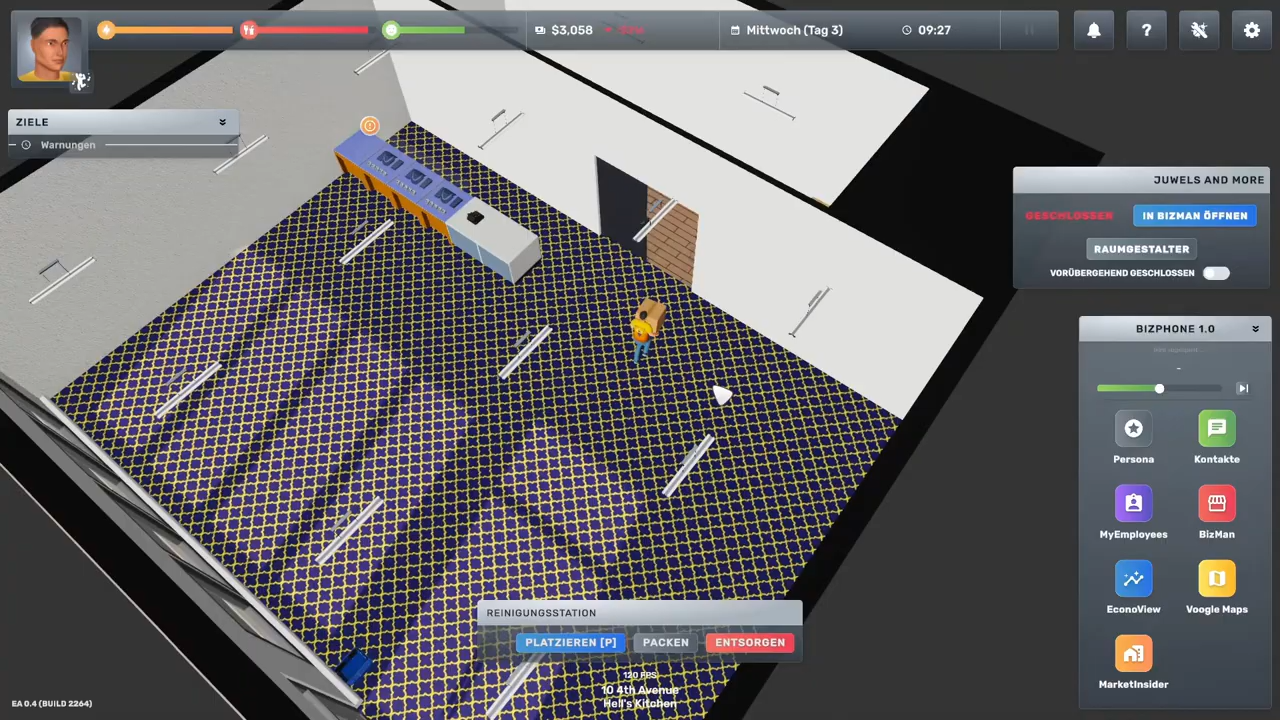 $3,058
Mittwoch (Tag 3)
09:27
ZIELE
Warnungen
JUWELS AND MORE
GESCHLOSSEN
IN BIZMAN ÖFFNEN
RAUMGESTALTER
VORÜBERGEHEND GESCHLOSSEN
BIZPHONE 1.0
-
Persona
Kontakte
MyEmployees
BizMan
EconoView
Voogle Maps
MarketInsider
REINIGUNGSSTATION
PLATZIEREN [P]
PACKEN
ENTSORGEN
120 FPS
10 4th Avenue
Hell's Kitchen
EA 0.4 (BUILD 2264)